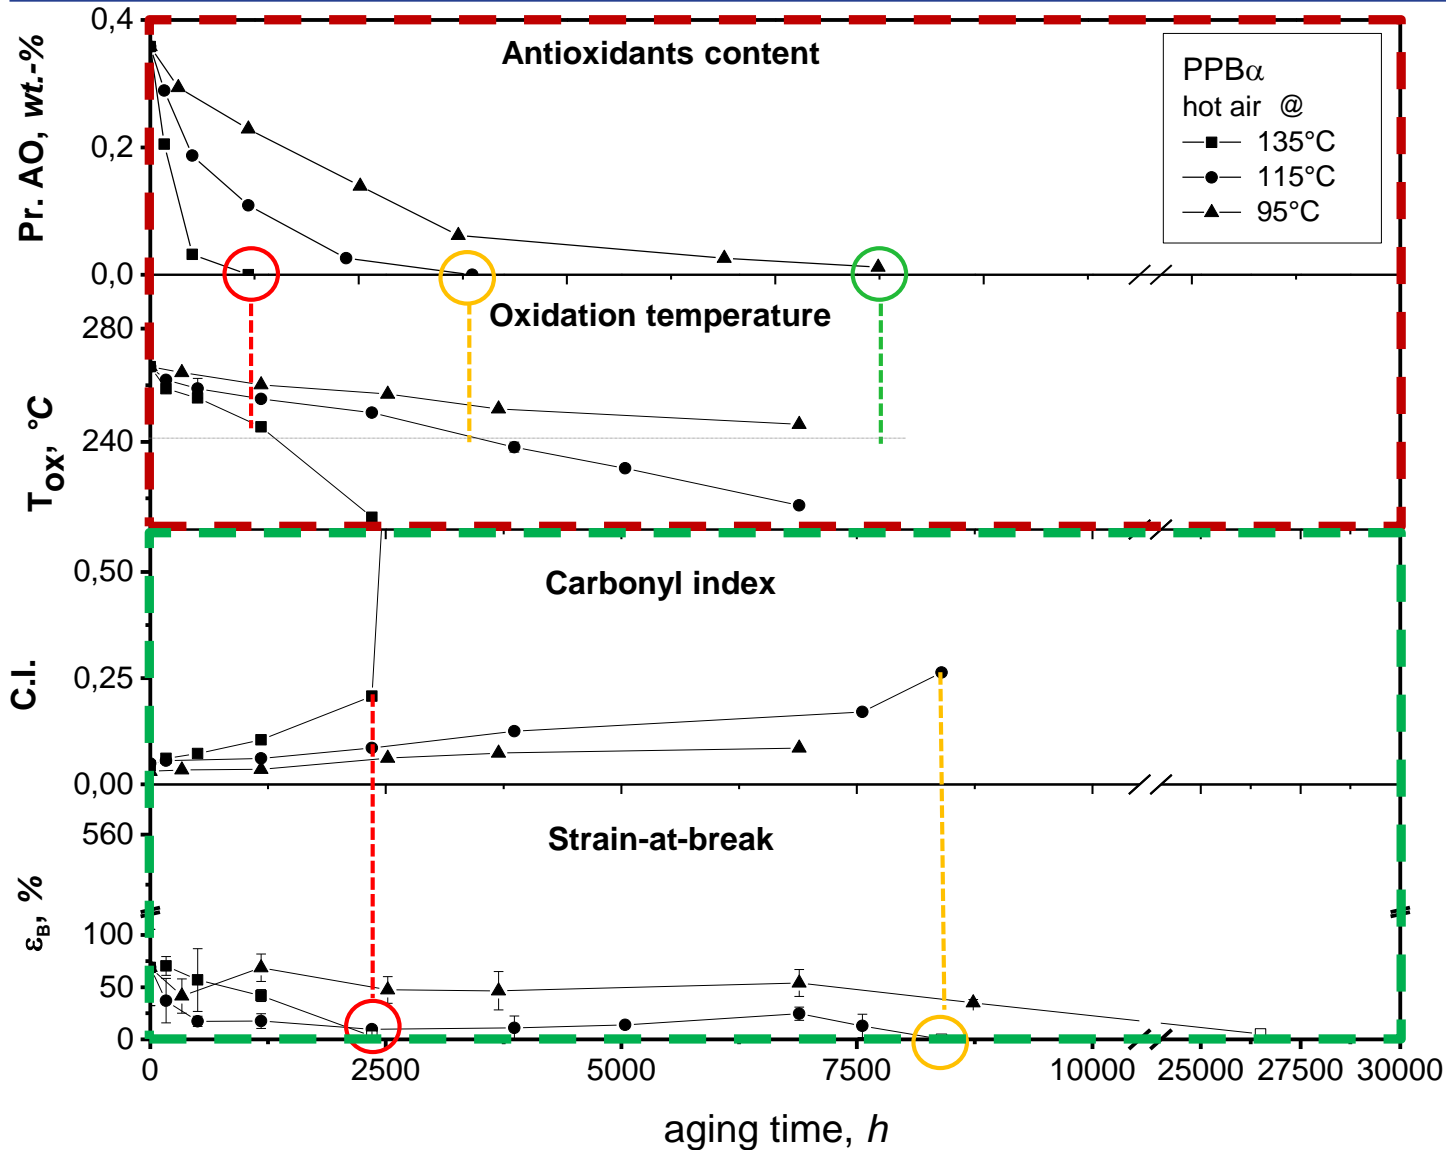 0,4
Antioxidants content
PPBα
hot air @
135°C
115°C
95°C
0,2
Pr. AO, wt.-%
0,0
Oxidation temperature
280
240
Tox, °C
Carbonyl index
0,50
0,25
C.I.
0,00
Strain-at-break
560
100
50
0
εB, %
0 2500 5000 7500 10000 25000 27500 30000
aging time, h